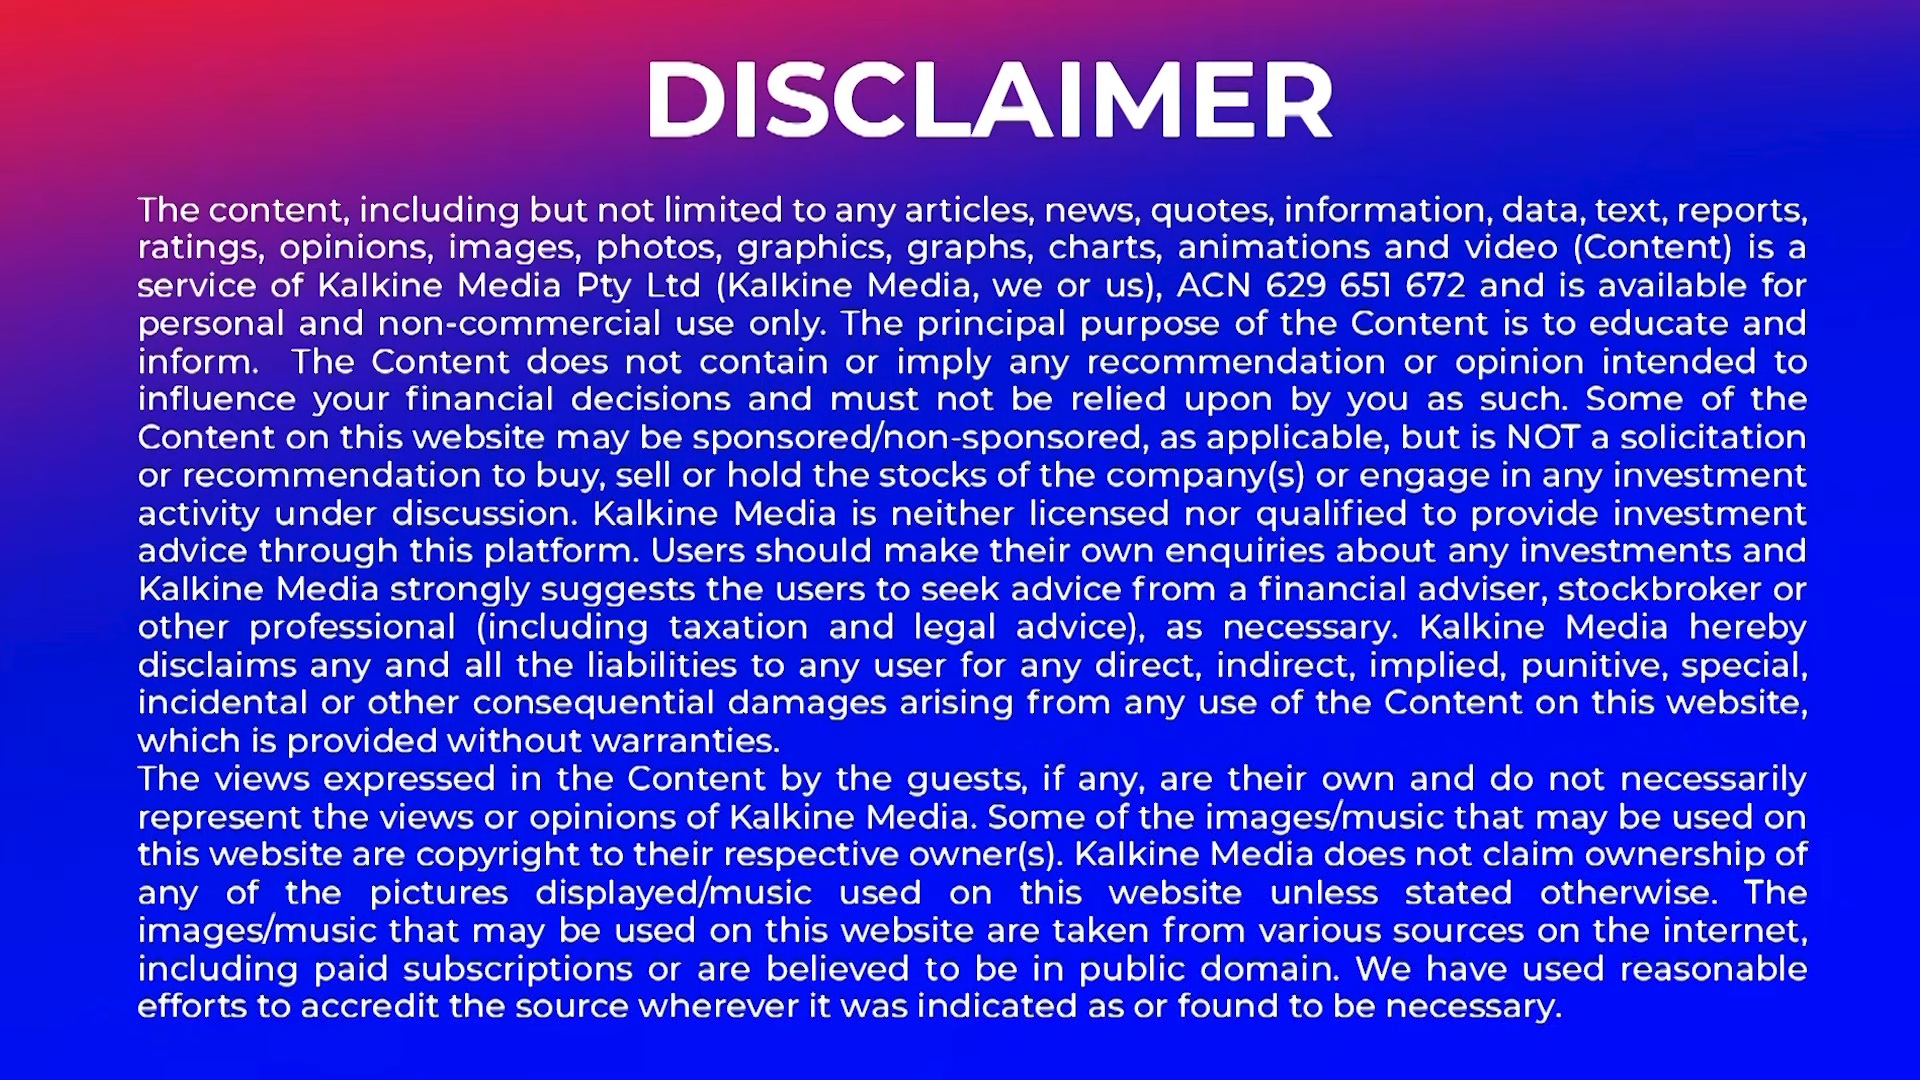 DISCLAIMER
The content, including but not limited to any articles, news, quotes, information, data, text, reports,
ratings, opinions, images, photos, graphics, graphs, charts, animations and video (Content) is a
service of Kalkine Media Pty Ltd (Kalkine Media, we or us), ACN 629 651 672 and is available for
personal and non-commercial use only. The principal purpose of the Content is to educate and
inform. The Content does not contain or imply any recommendation or opinion intended to
influence your financial decisions and must not be relied upon by you as such. Some of the
Content on this website may be sponsored/non-sponsored, as applicable, but is NOT a solicitation
or recommendation to buy, sell or hold the stocks of the company(s) or engage in any investment
activity under discussion. Kalkine Media is neither licensed nor qualified to provide investment
advice through this platform. Users should make their own enquiries about any investments and
Kalkine Media strongly suggests the users to seek advice from a financial adviser, stockbroker or
other professional (including taxation and legal advice), as necessary. Kalkine Media hereby
disclaims any and all the liabilities to any user for any direct, indirect, implied, punitive, special,
incidental or other consequential damages arising from any use of the Content on this website,
which is provided without warranties.
The views expressed in the Content by the guests, if any, are their own and do not necessarily
represent the views or opinions of Kalkine Media. Some of the images/music that may be used on
this website are copyright to their respective owner(s). Kalkine Media does not claim ownership of
any of the pictures displayed/music used on this website unless stated otherwise. The
images/music that may be used on this website are taken from various sources on the internet,
including paid subscriptions or are believed to be in public domain. We have used reasonable
efforts to accredit the source wherever it was indicated as or found to be necessary.